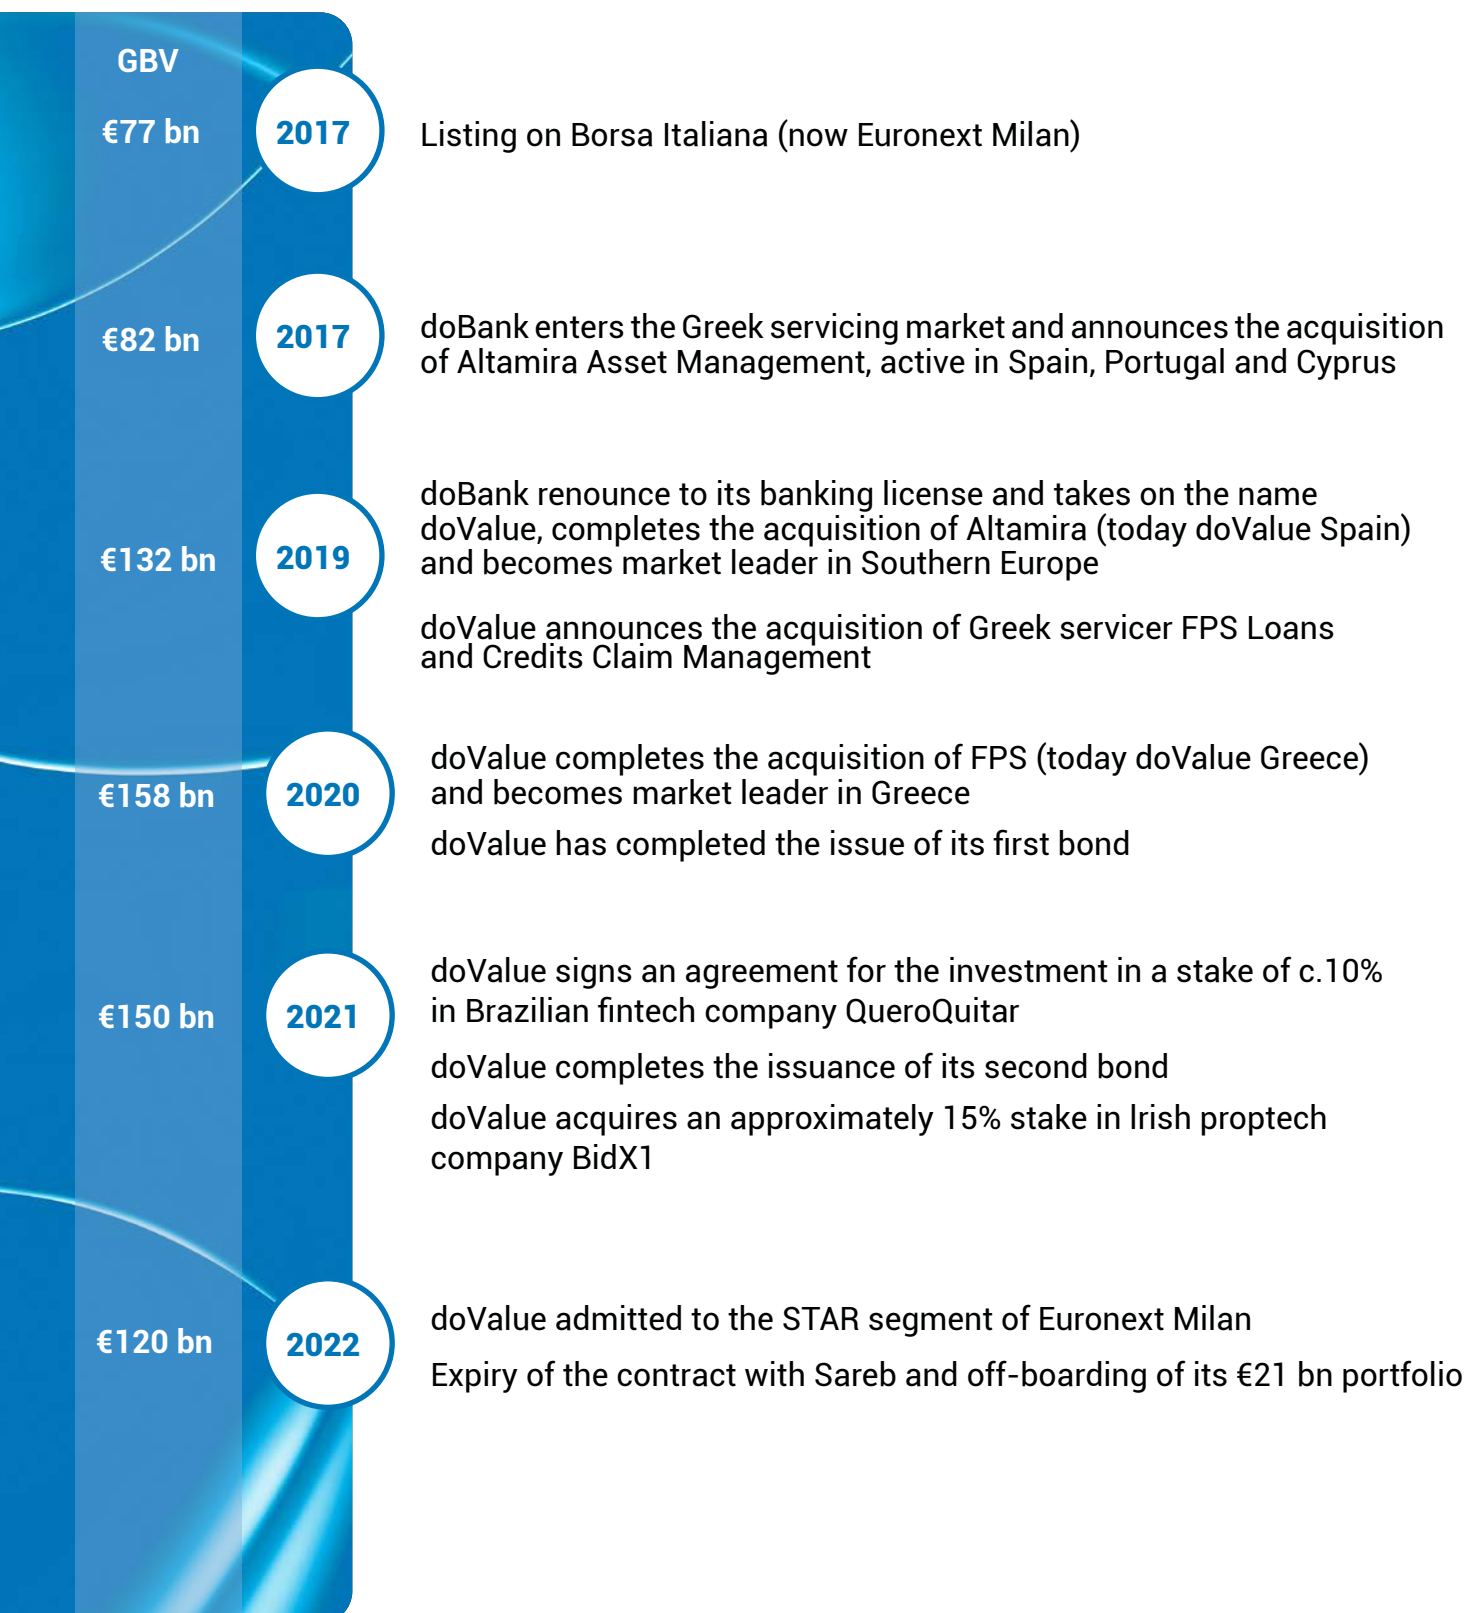 GBV
€77 bn
2017
Listing on Borsa Italiana (now Euronext Milan)
€82 bn
2017
doBank enters the Greek servicing market and announces the acquisition
of Altamira Asset Management, active in Spain, Portugal and Cyprus
€132 bn
2019
doBank renounce to its banking license and takes on the name
doValue, completes the acquisition of Altamira (today doValue Spain)
and becomes market leader in Southern Europe
doValue announces the acquisition of Greek servicer FPS Loans
and Credits Claim Management
€158 bn
2020
doValue completes the acquisition of FPS (today doValue Greece)
and becomes market leader in Greece
doValue has completed the issue of its first bond
€150 bn
2021
doValue signs an agreement for the investment in a stake of c.10%
in Brazilian fintech company QueroQuitar
doValue completes the issuance of its second bond
doValue acquires an approximately 15% stake in lrish proptech
company BidX1
€120 bn
2022
doValue admitted to the STAR segment of Euronext Milan
Expiry of the contract with Sareb and off-boarding of its €21 bn portfolio